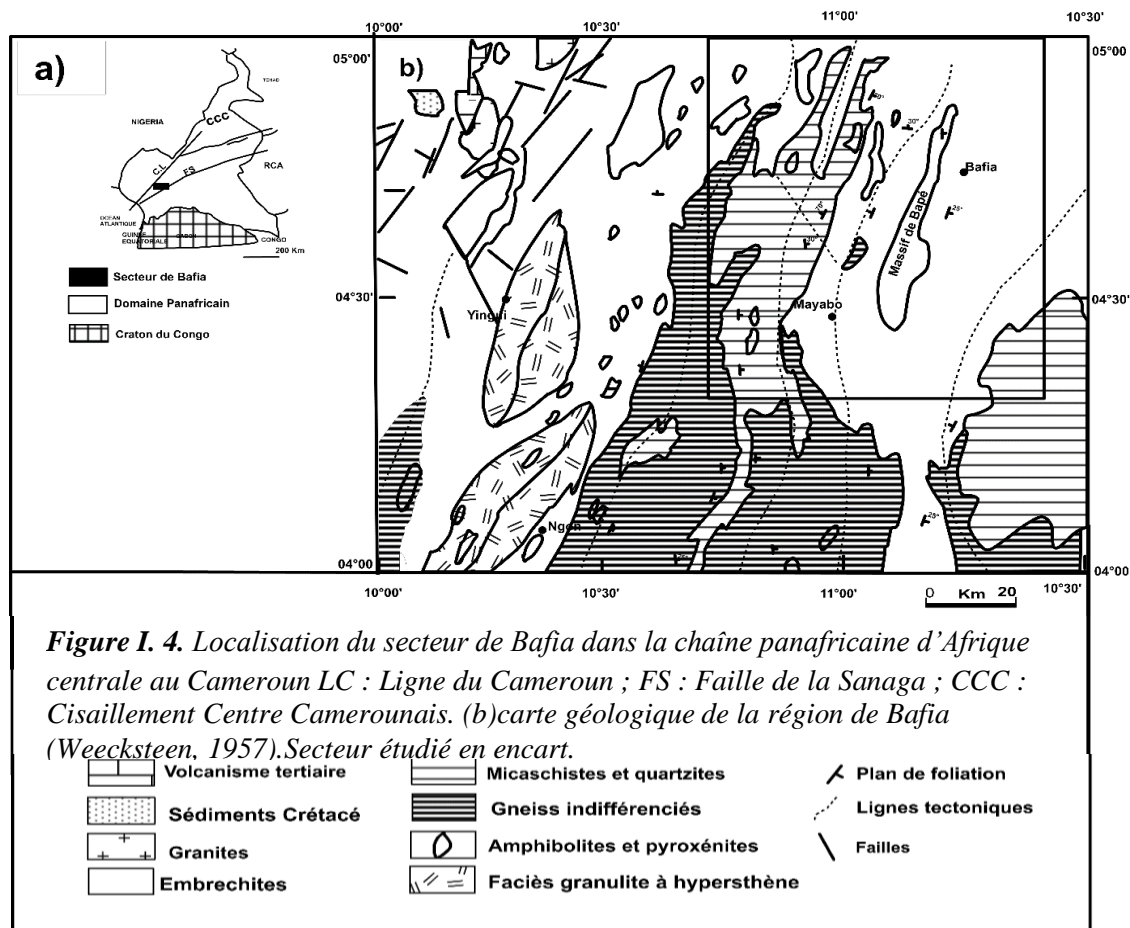 a)
TCHAD
NIGERIA
CCC
C.L
FS
RCA
OCEAN
ATLANTIQUE
GUINEE
EQUATORIALE
GABON
CONGO
200 Km
Secteur de Bafia
Domaine Panafricain
Craton du Congo
10°00' 10°30' 11°00' 10°30'
05°00' 05°00
b)
30°
Bafia
25°
70°
Massif de Bapé
04°30' 04°30'
Yingui
Mayabo
Ngon
25°
04°00 04°00
10°00' 10°30' 11°00' 10°30'
0 Km 20
Figure I. 4. Localisation du secteur de Bafia dans la chaîne panafricaine d’Afrique
centrale au Cameroun LC : Ligne du Cameroun ; FS : Faille de la Sanaga ; CCC :
Cisaillement Centre Camerounais. (b)carte géologique de la région de Bafia
(Weecksteen, 1957).Secteur étudié en encart.
Volcanisme tertiaire
Sédiments Crétacé
Granites
Embrechites
Micaschistes et quartzites
Gneiss indifférenciés
Amphibolites et pyroxénites
Faciès granulite à hypersthène
Plan de foliation
Lignes tectoniques
Failles